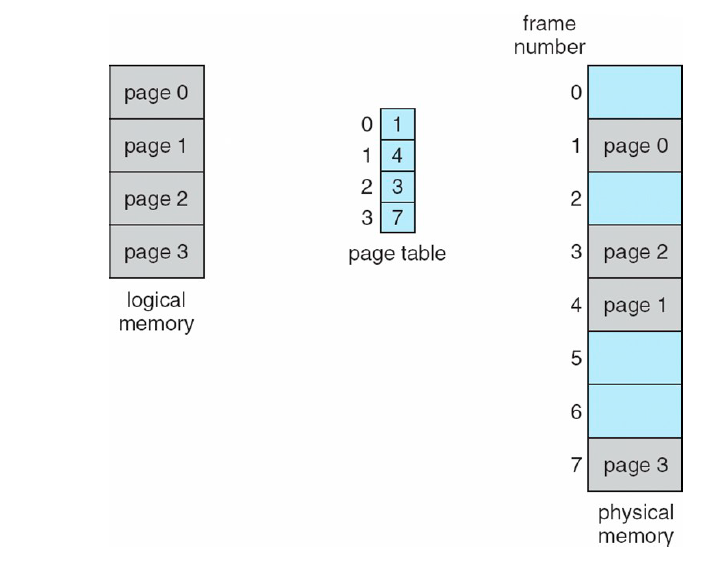 frame
number
page 0
page 1
page 2
page 3
logical
memory
0 1
1 4
2 3
3 7
page table
0
1 page 0
2
3 page 2
4 page 1
5
6
7 page 3
physical
memory